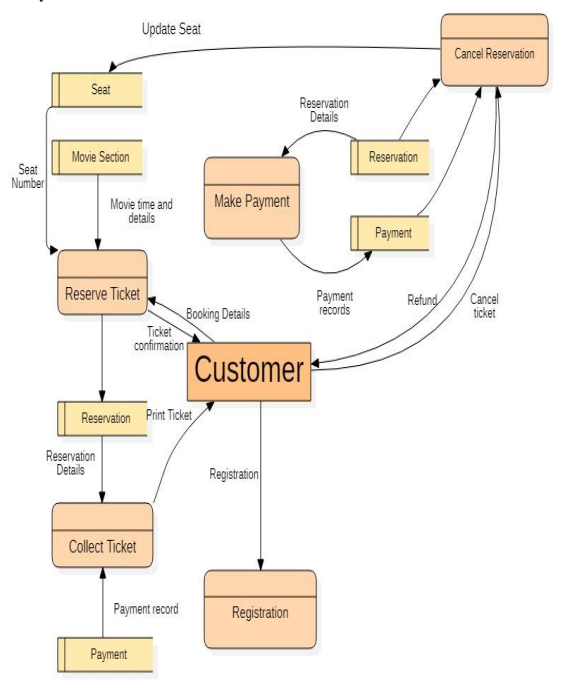 Update Seat
Cancel Reservation
Seat
Reservation
Details
Movie Section
Reservation
Seat
Number
Make Payment
Movie time and
details
Payment
Reserve Ticket
Payment
records
Refund
Cancel
ticket
Booking Details
Ticket
confirmation
Customer
Reservation
Print Ticket
Reservation
Details
Registration
Collect Ticket
Payment record
Registration
Payment